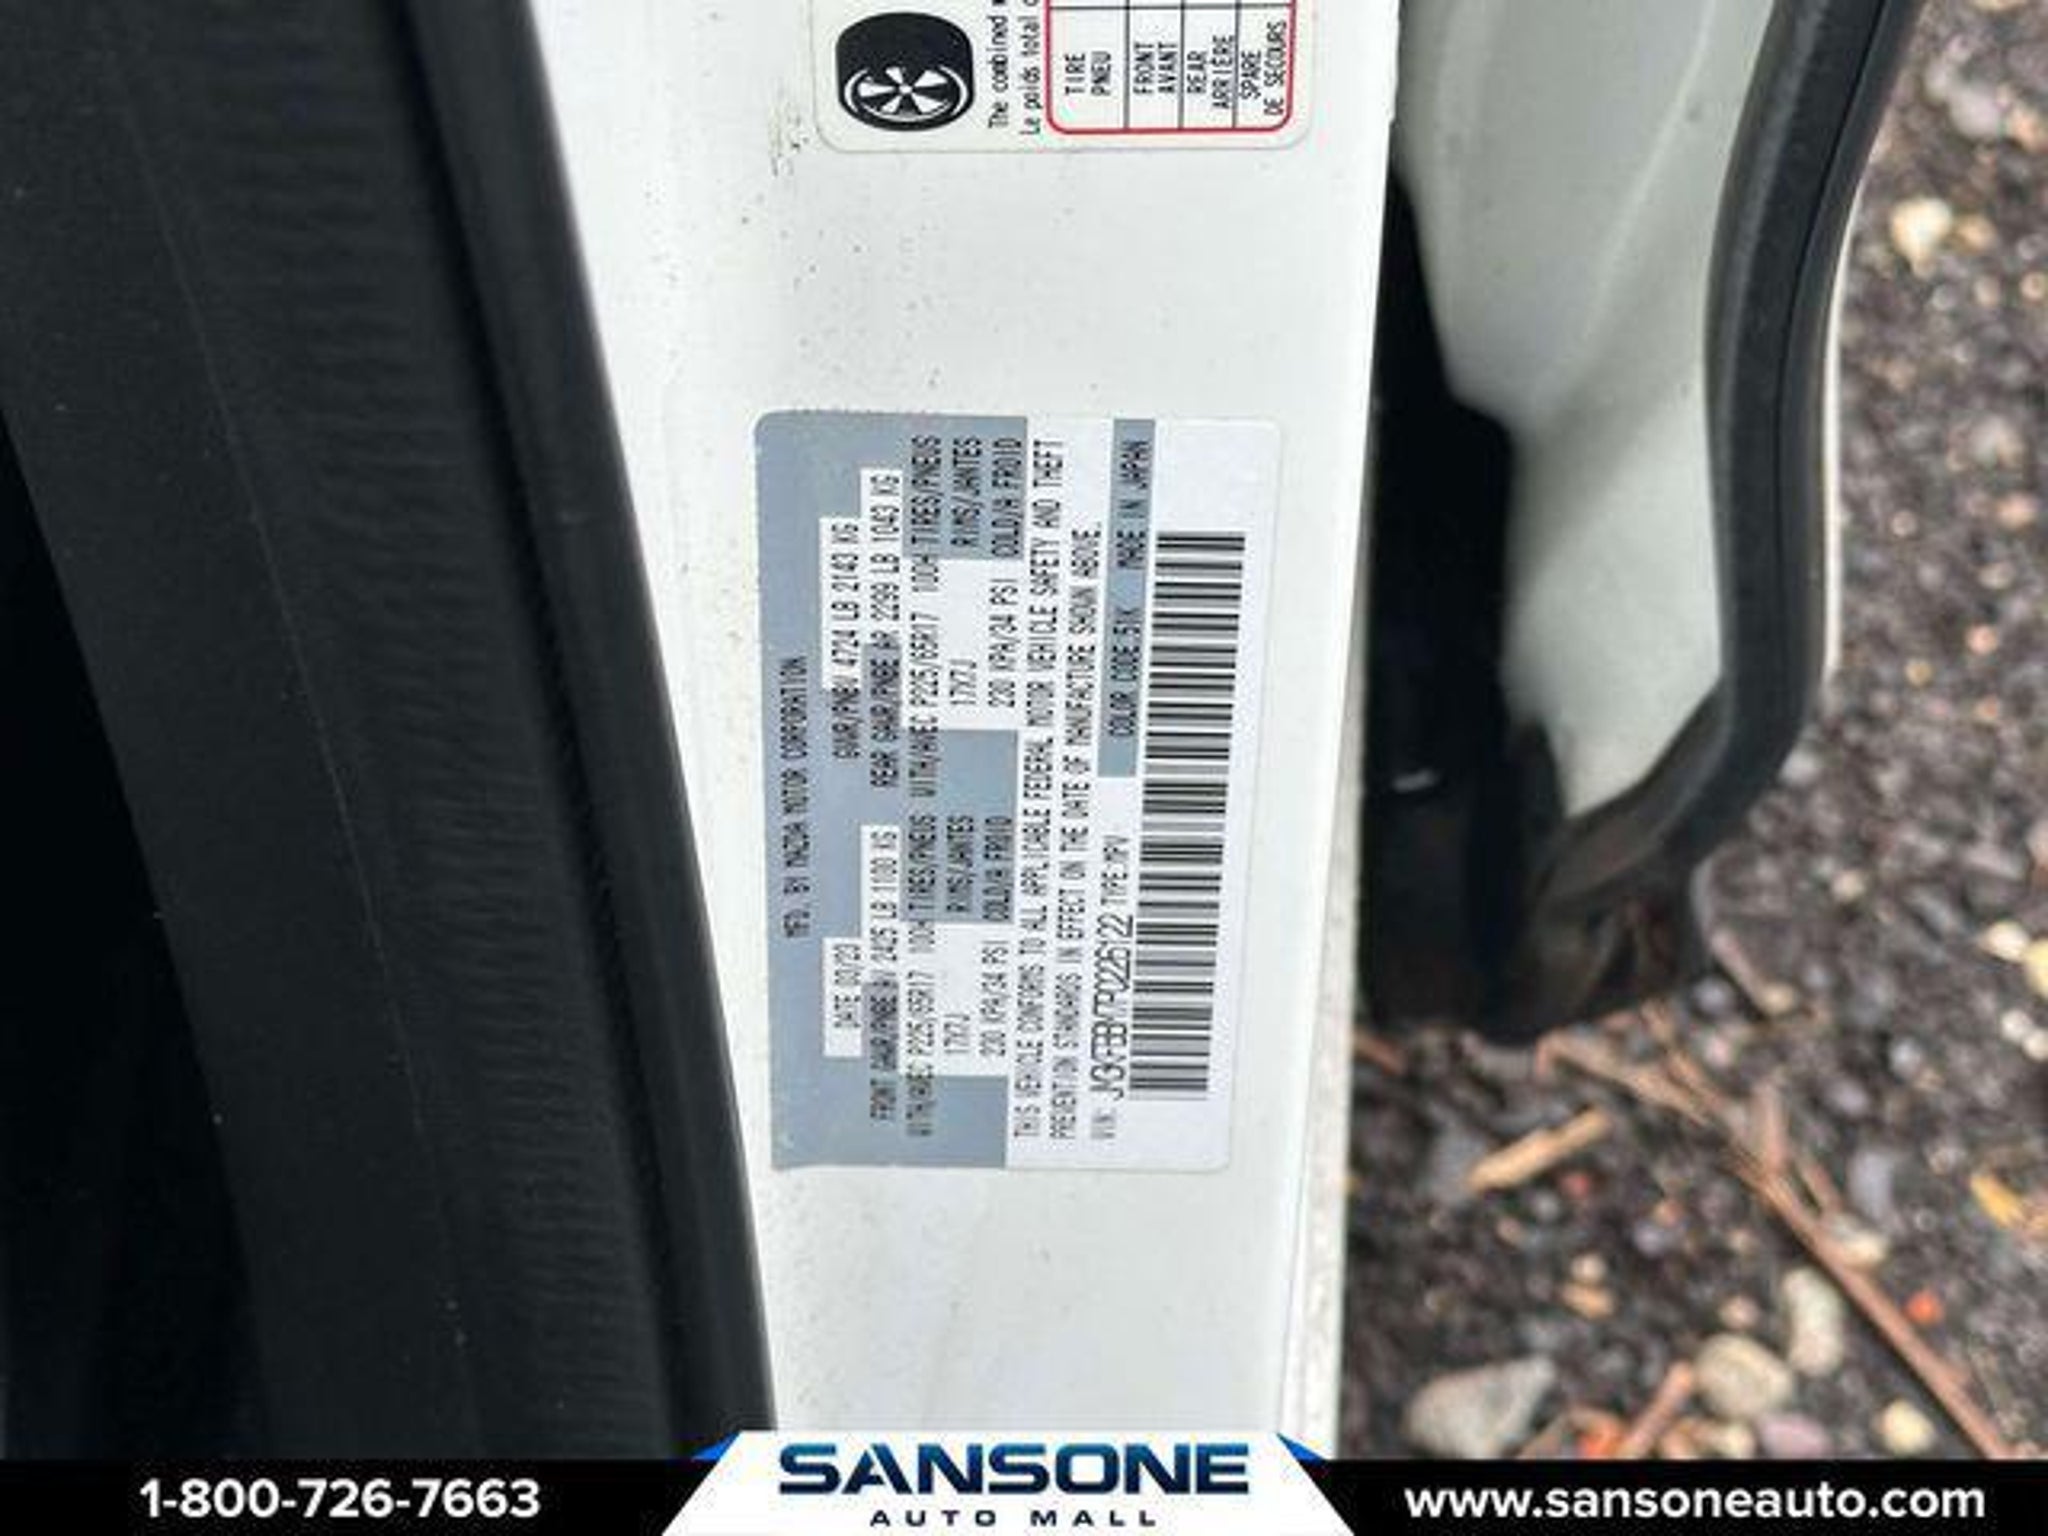 The combined
Le poids total
TIRE
PNEU
FRONT
AVANT
REAR
ARRIERE
SPARE
DE SECOURS
MFD. BY MAZDA MOTOR CORPORATION
DATE GVWR/PNBV 4724 LB 2143 KG
FRONT GAWR/PNBE AV 2425 LB 1100 KG REAR GAWR/PNBE AR 2299 LB 1043 KG
WITH/AVEC P225/65R17 100H TIRES/PNEUS WITH/AVEC P225/65R17 100H TIRES/PNEUS
17X7J RIMS/JANTES 17X7J RIMS/JANTES
230 KPA/34 PSI COLD/A FROID 230 KPA/34 PSI COLD/A FROID
THIS VEHICLE CONFORMS TO ALL APPLICABLE FEDERAL MOTOR VEHICLE SAFETY AND THEFT
PREVENTION STANDARDS IN EFFECT ON THE DATE OF MANUFACTURE SHOWN ABOVE.
VIN: TYPE:MPV COLOR CODE:51K MADE IN JAPAN
1-800-726-7663
SANSONE
AUTO MALL
www.sansoneauto.com